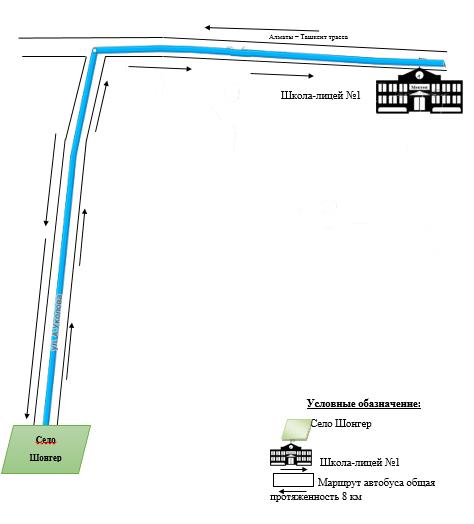 Алматы – Ташкент трасса
Мектеп
Школа-лицей №1
ул.
Село
Шонгер
Условные обазначение:
Село Шонгер
Школа-лицей №1
Маршрут автобуса общая
протяженность 8 км